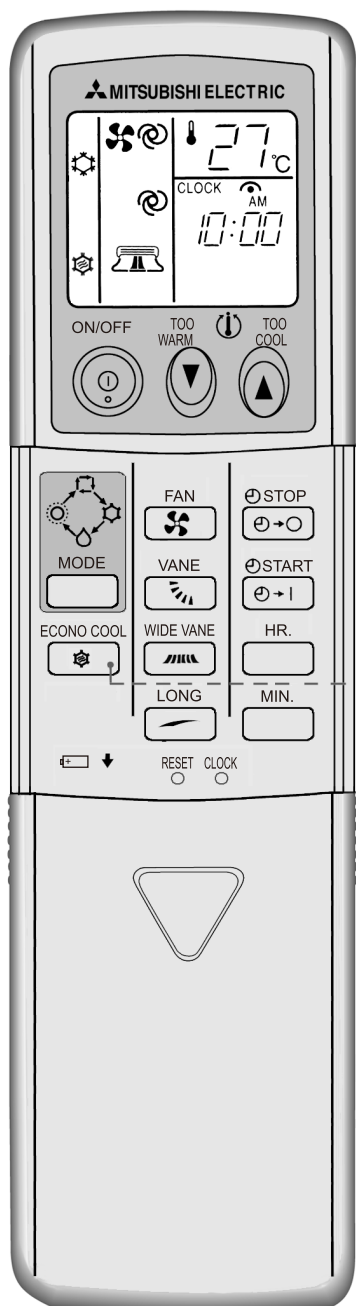 MITSUBISHI ELECTRIC
27°C
CLOCK
AM
10:00
ON/OFF
TOO WARM
TOO COOL
FAN
STOP
MODE
VANE
START
ECONO COOL
WIDE VANE
HR.
LONG
MIN.
RESET
CLOCK